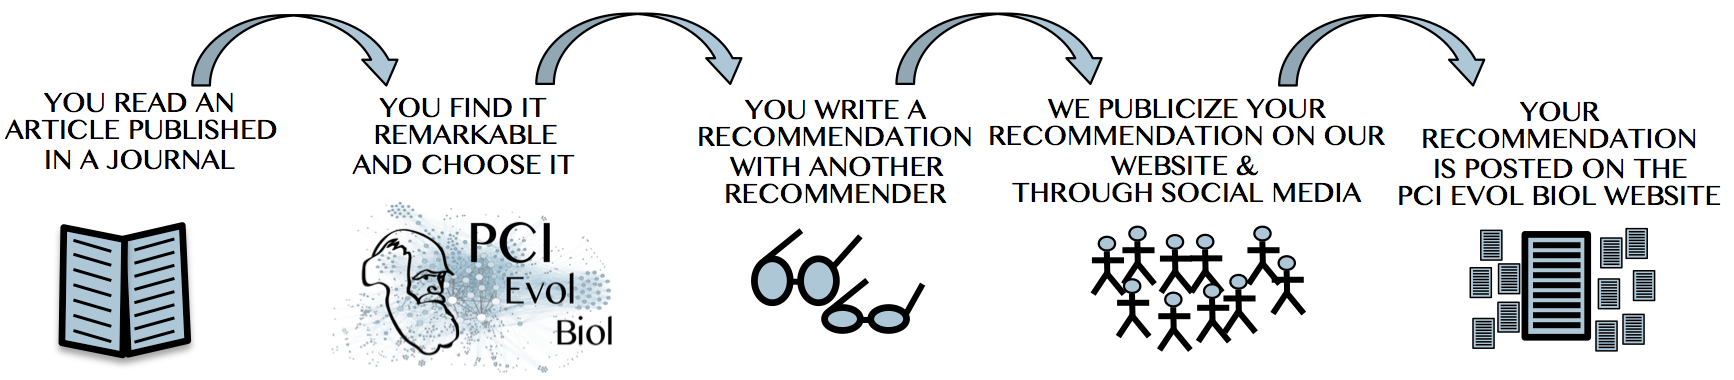 YOU READ AN
ARTICLE PUBLISHED
IN A JOURNAL
YOU FIND IT
REMARKABLE
AND CHOOSE IT
PCI
Evol
Biol
YOU WRITE A
RECOMMENDATION
WITH ANOTHER
RECOMMENDER
WE PUBLICIZE YOUR
RECOMMENDATION ON OUR
WEBSITE &
THROUGH SOCIAL MEDIA
YOUR
RECOMMENDATION
IS POSTED ON THE
PCI EVOL BIOL WEBSITE